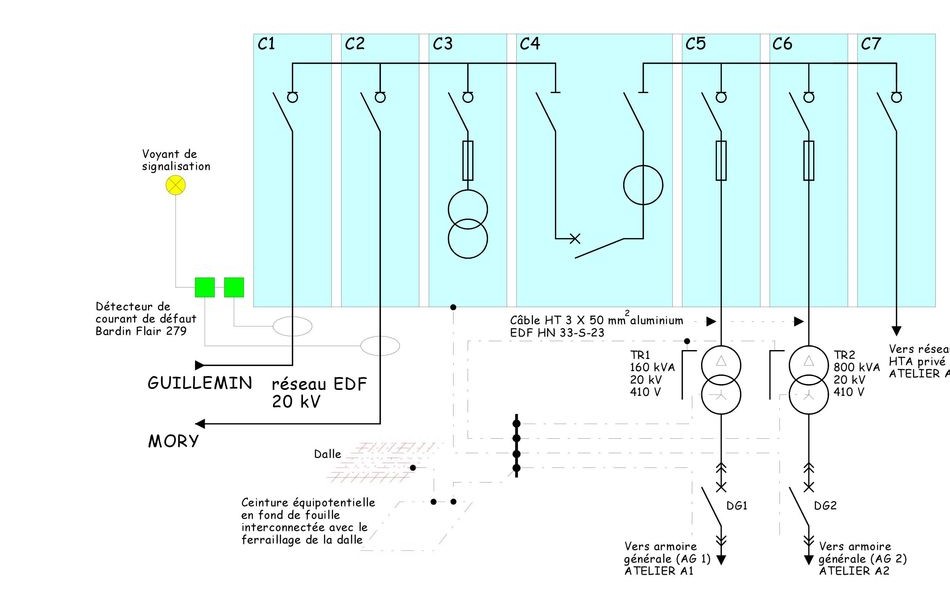 C1
C2
C3
C4
C5
C6
C7
Voyant de
signalisation
Détecteur de
courant de défaut
Bardin Flair 279
Câble HT 3 X 50 mm² aluminium
EDF HN 33-S-23
TR1
160 kVA
20 kV
410 V
TR2
800 kVA
20 kV
410 V
Vers résea
HTA privé
ATELIER A
GUILLEMIN
réseau EDF
20 kV
MORY
Dalle
Ceinture équipotentielle
en fond de fouille
interconnectée avec le
ferraillage de la dalle
DG1
DG2
Vers armoire
générale (AG 1)
ATELIER A1
Vers armoire
générale (AG 2)
ATELIER A2